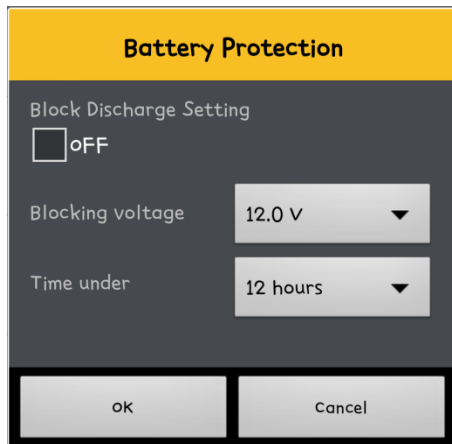 Battery Protection
Block Discharge Setting
OFF
Blocking voltage
12.0 V
Time under
12 hours
OK
Cancel